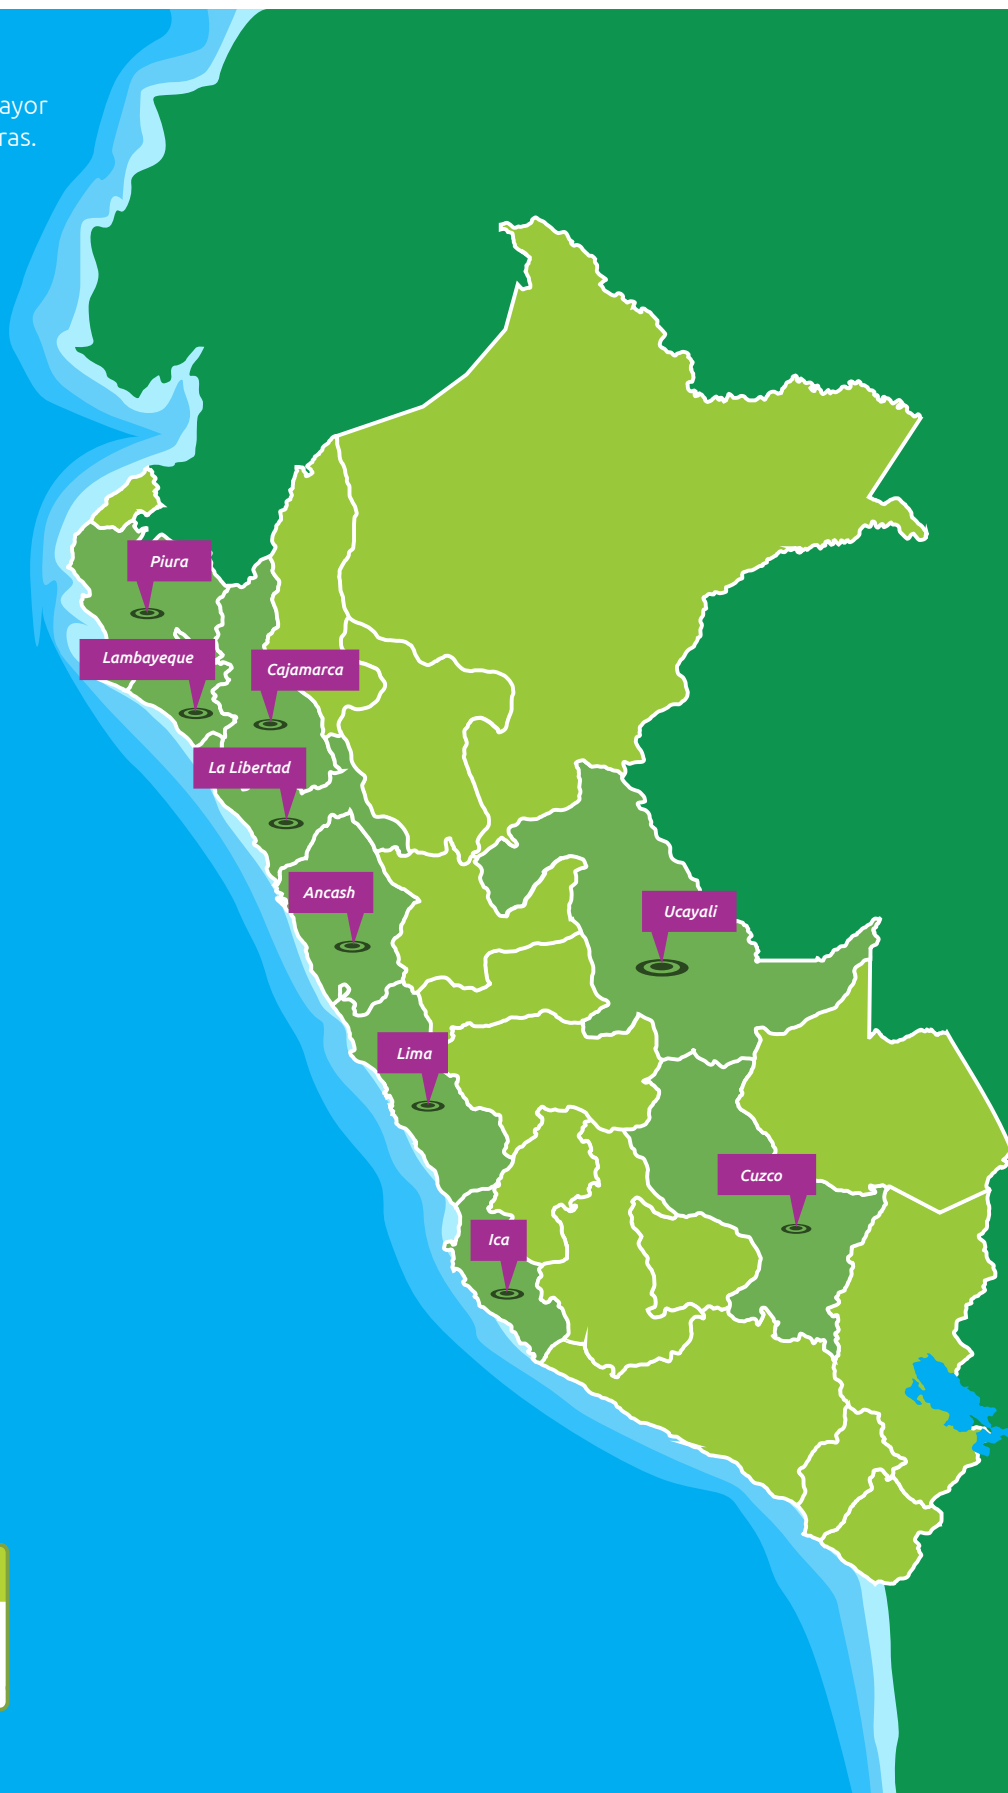 ayor
ras.
Piura
Lambayeque
Cajamarca
La Libertad
Ancash
Ucayali
Lima
Cuzco
Ica